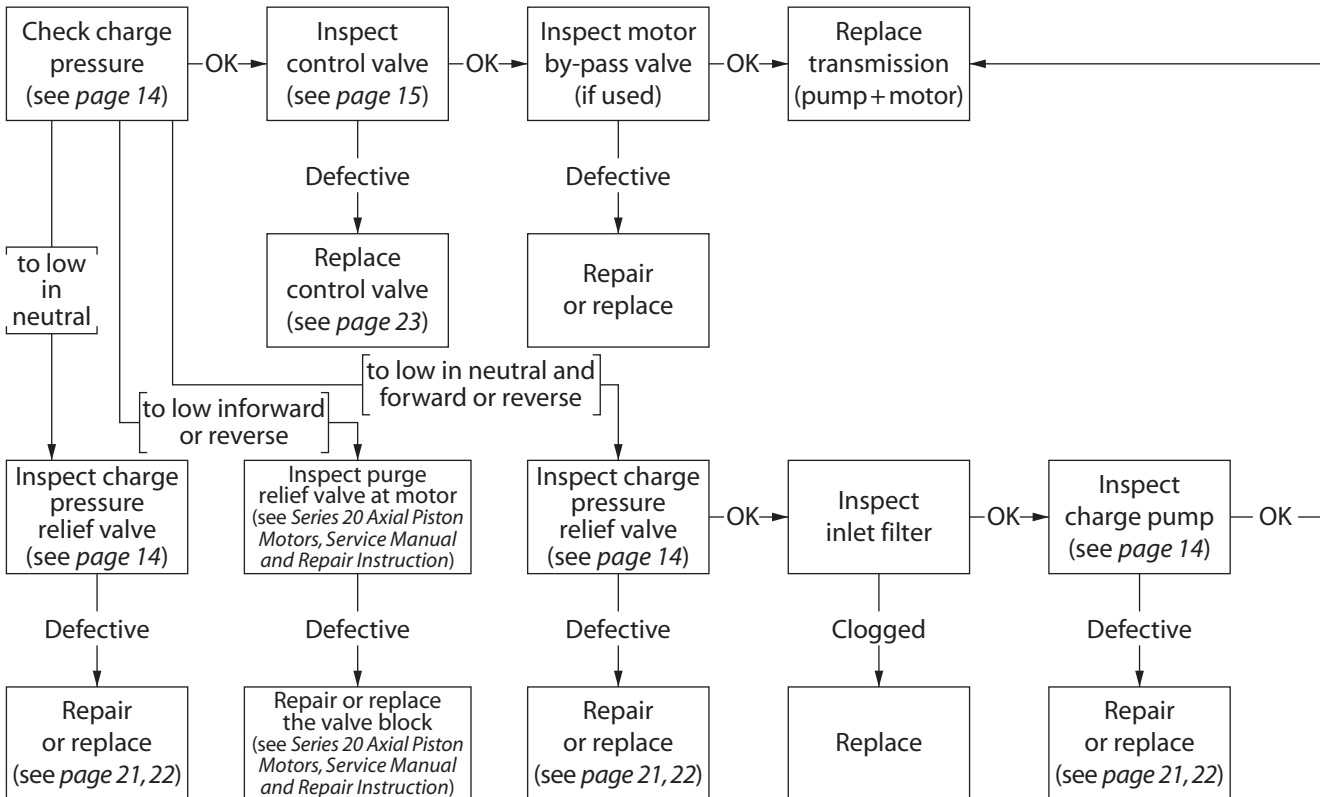 Check charge
pressure
(see page 14)
OK
Inspect
control valve
(see page 15)
OK
Inspect motor
by-pass valve
(if used)
OK
Replace
transmission
(pump+motor)
Defective
Defective
to low
in
neutral
Replace
control valve
(see page 23)
Repair
or replace
to low in neutral and
forward or reverse
to low inforward
or reverse
Inspect charge
pressure
relief valve
(see page 14)
Inspect purge
relief valve at motor
(see Series 20 Axial Piston
Motors, Service Manual
and Repair Instruction)
Inspect charge
pressure
relief valve
(see page 14)
OK
Inspect
inlet filter
OK
Inspect
charge pump
(see page 14)
OK
Defective
Defective
Defective
Clogged
Defective
Repair
or replace
(see page 21, 22)
Repair or replace
the valve block
(see Series 20 Axial Piston
Motors, Service Manual
and Repair Instruction)
Repair
or replace
(see page 21, 22)
Replace
Repair
or replace
(see page 21, 22)